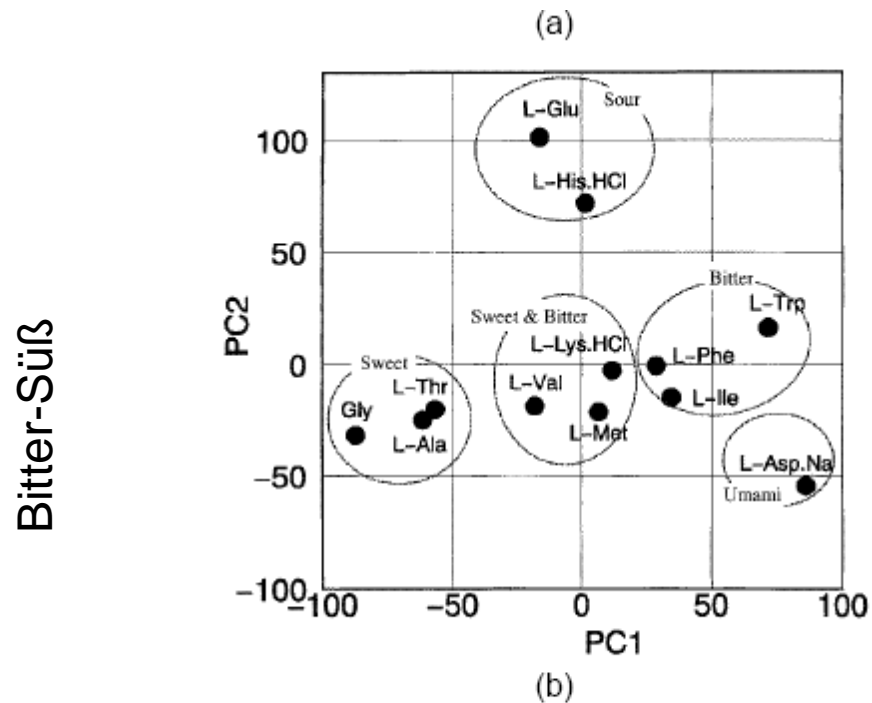 (a)
Bitter-Süß
PC2
100
50
0
−50
−100
Sour
L−Glu
L−His.HCl
Bitter
L−Trp
L−Phe
L−Ile
Sweet & Bitter
L−Lys.HCl
L−Val
L−Met
Sweet
L−Thr
Gly
L−Ala
L−Asp.Na
Umami
−100
−50
0
50
100
PC1
(b)